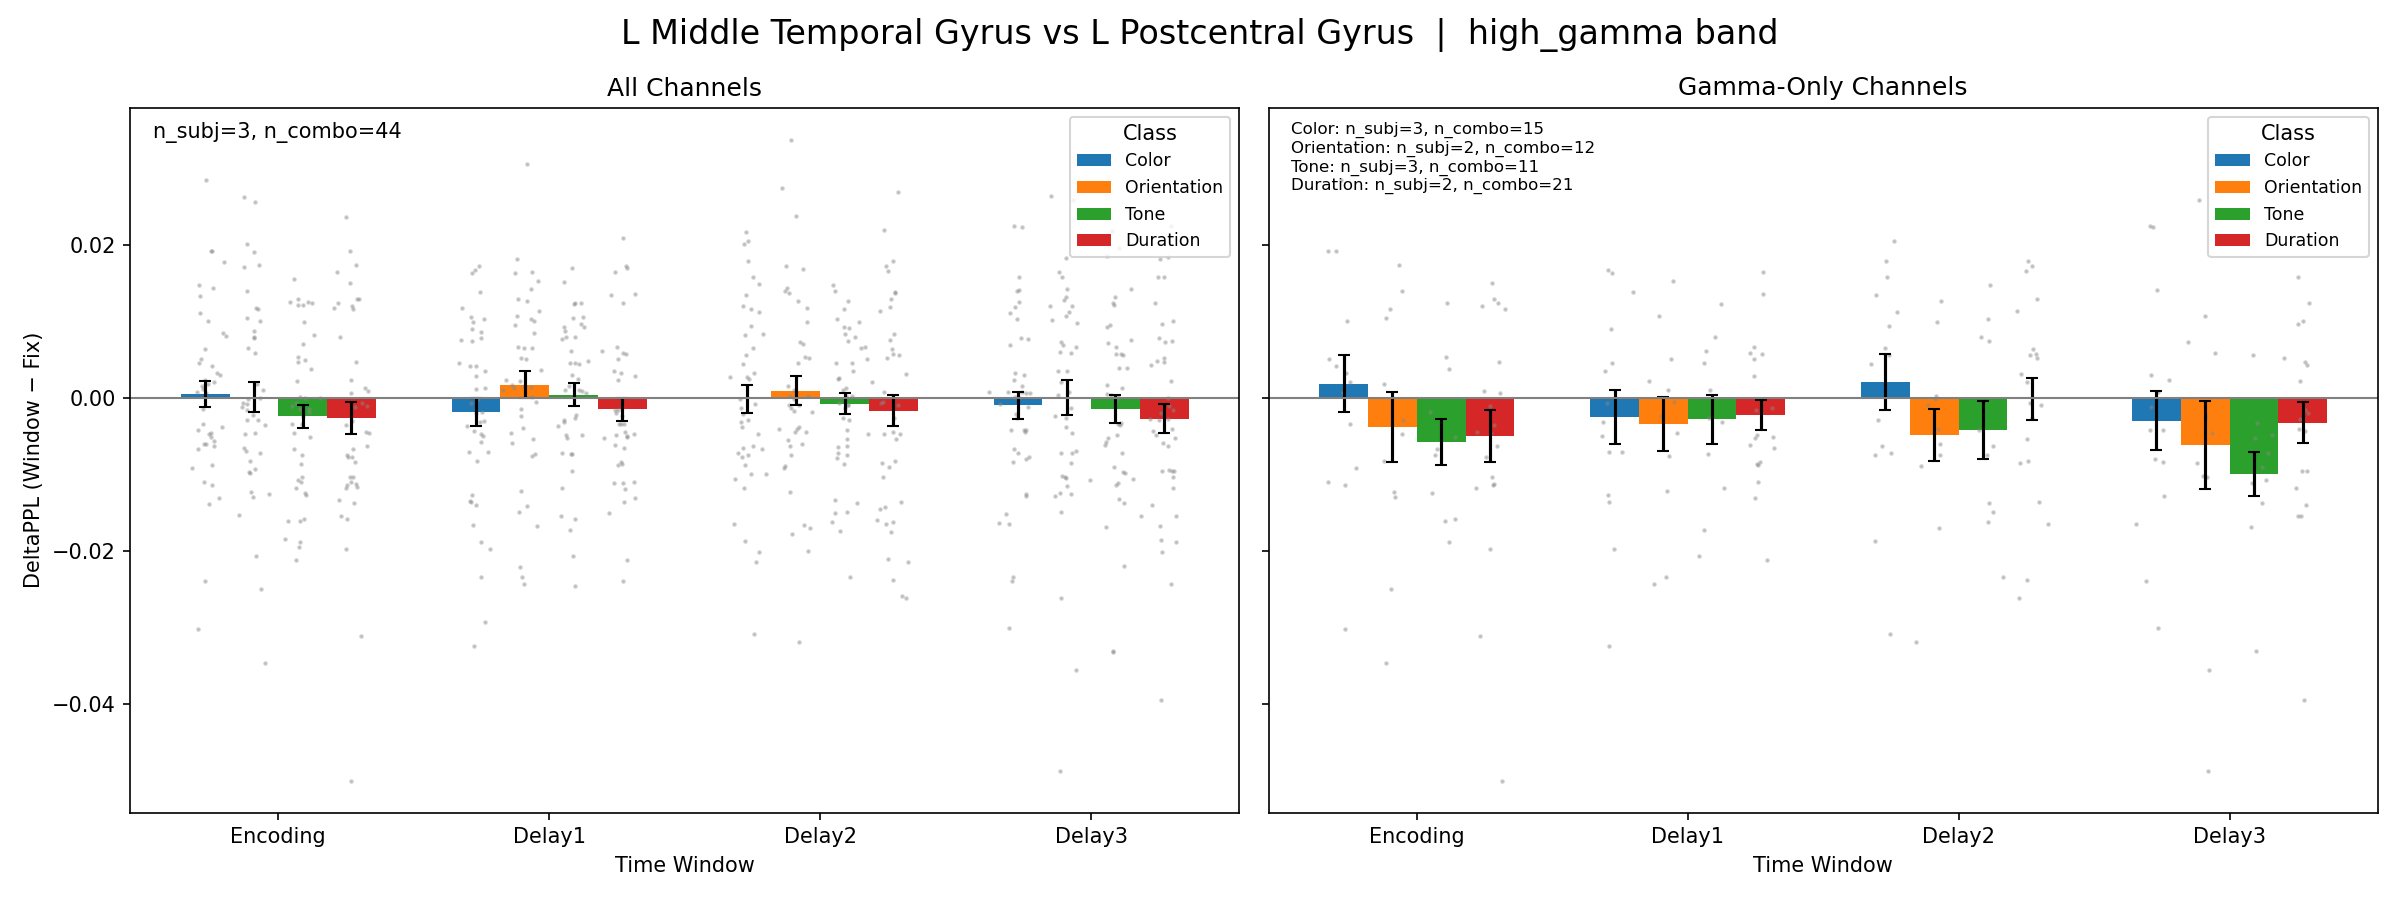 L Middle Temporal Gyrus vs L Postcentral Gyrus | high_gamma band
All Channels
n_subj=3, n_combo=44
Class
Color
Orientation
Tone
Duration
0.02
0.00
−0.02
−0.04
DeltaPPL (Window − Fix)
Encoding
Delay1
Delay2
Delay3
Time Window
Gamma-Only Channels
Color: n_subj=3, n_combo=15
Orientation: n_subj=2, n_combo=12
Tone: n_subj=3, n_combo=11
Duration: n_subj=2, n_combo=21
Class
Color
Orientation
Tone
Duration
Encoding
Delay1
Delay2
Delay3
Time Window